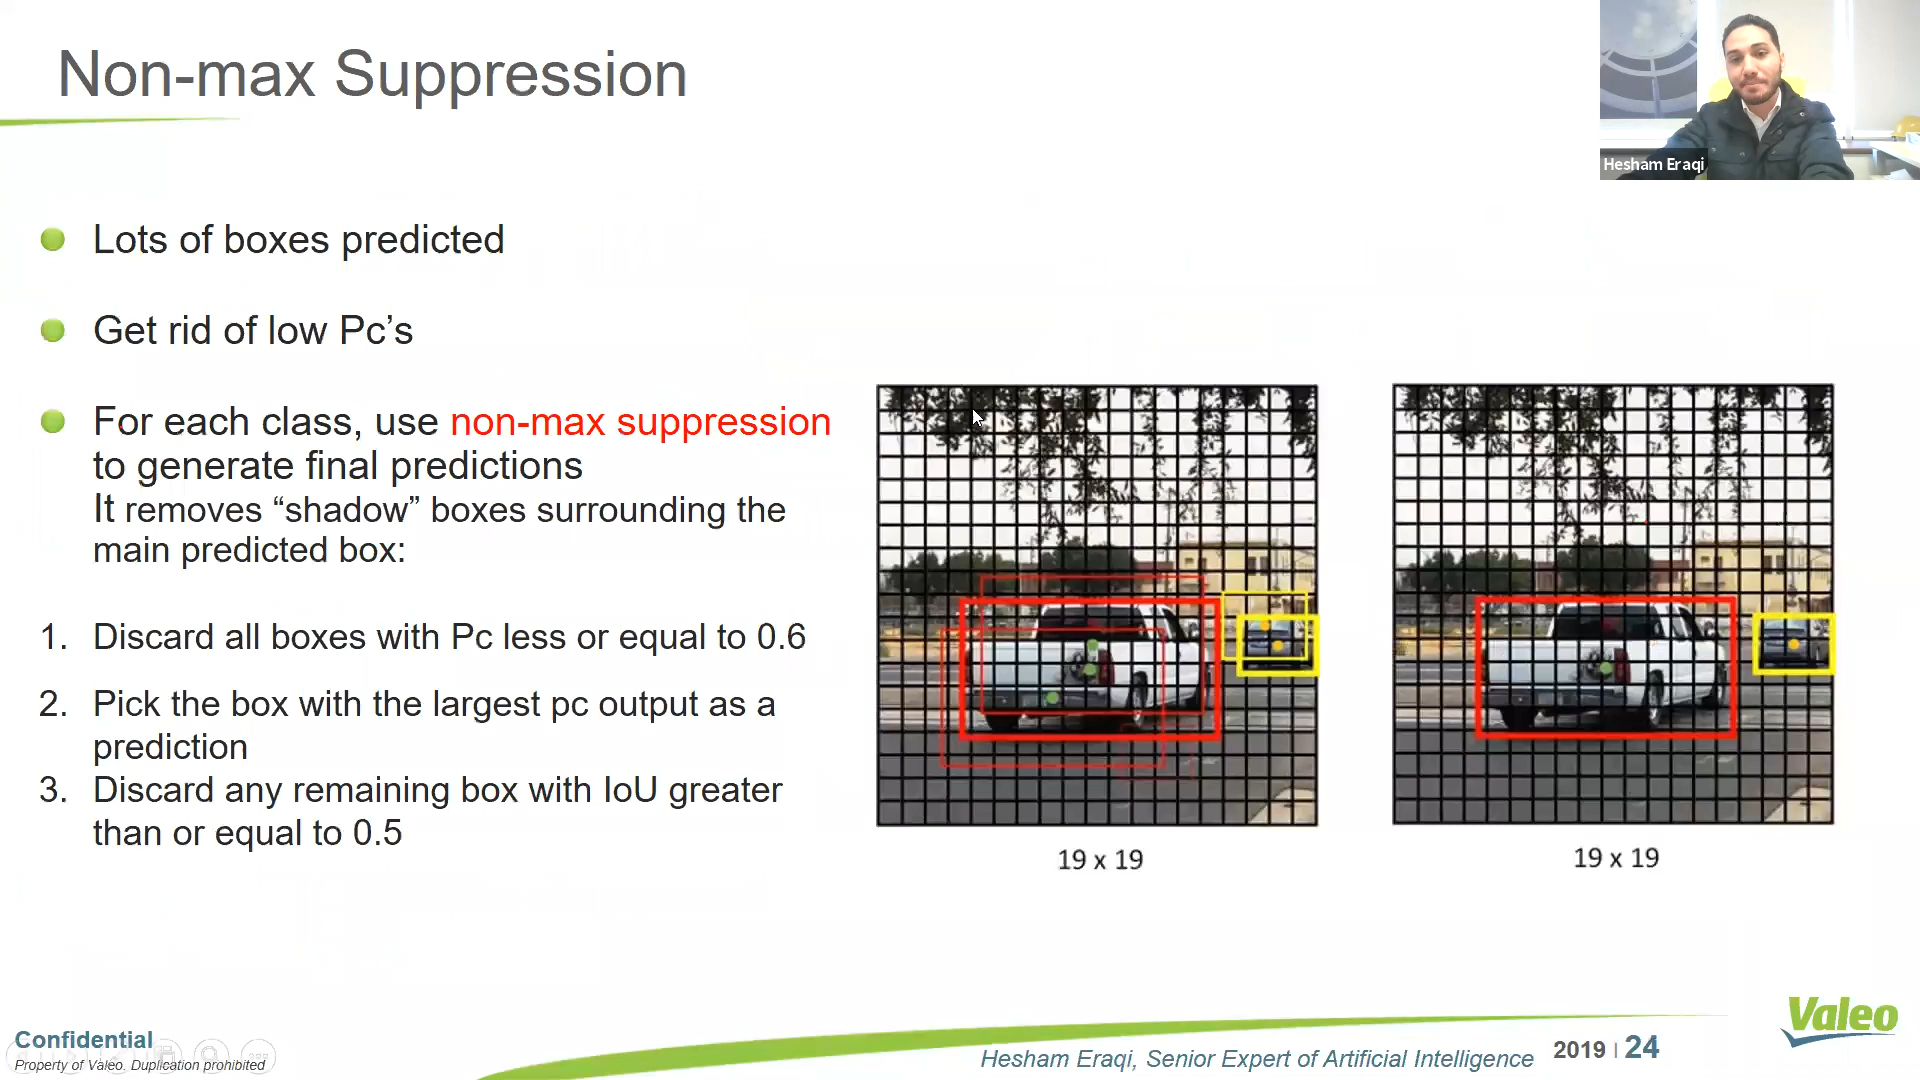 Non-max Suppression
Hesham Eraqi
Lots of boxes predicted
Get rid of low Pc’s
For each class, use non-max suppression
to generate final predictions
It removes “shadow” boxes surrounding the
main predicted box:
1. Discard all boxes with Pc less or equal to 0.6
2. Pick the box with the largest pc output as a
prediction
3. Discard any remaining box with IoU greater
than or equal to 0.5
19 x 19
19 x 19
Confidential
Property of Valeo. Duplication prohibited
Hesham Eraqi, Senior Expert of Artificial Intelligence
2019 | 24
Valeo